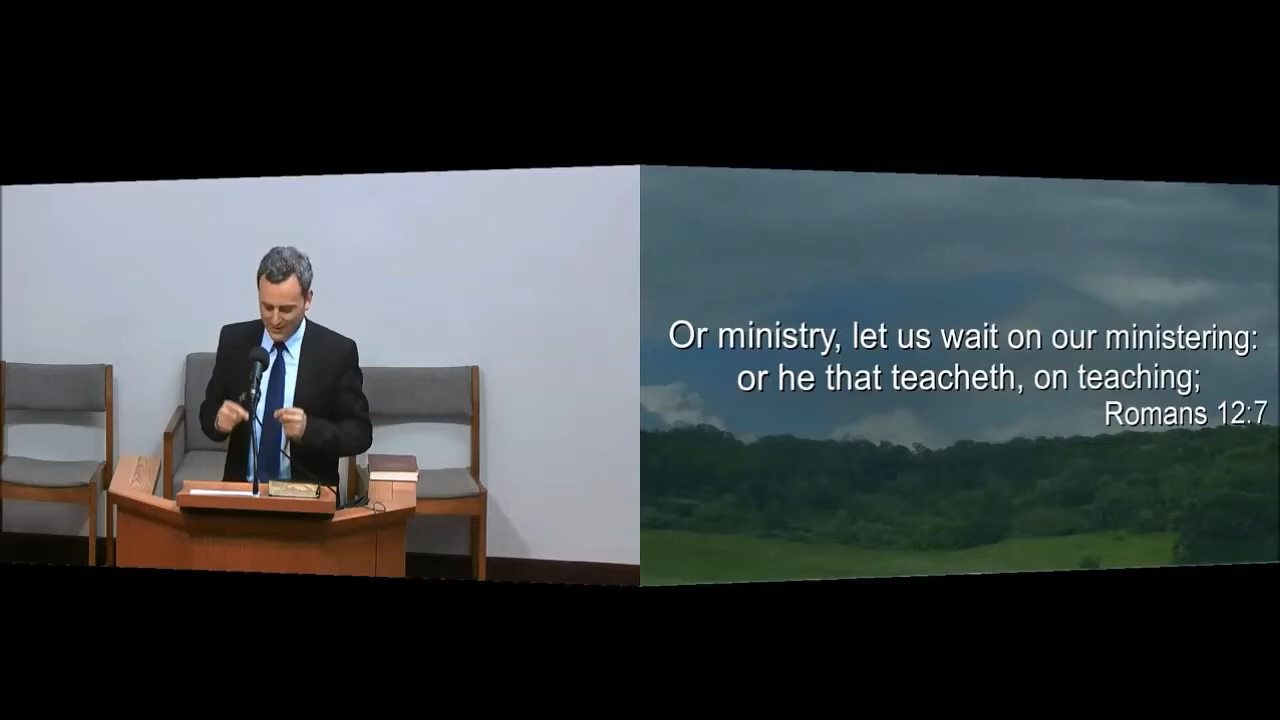 Or ministry, let us wait on our ministering:
or he that teacheth, on teaching;
Romans 12:7